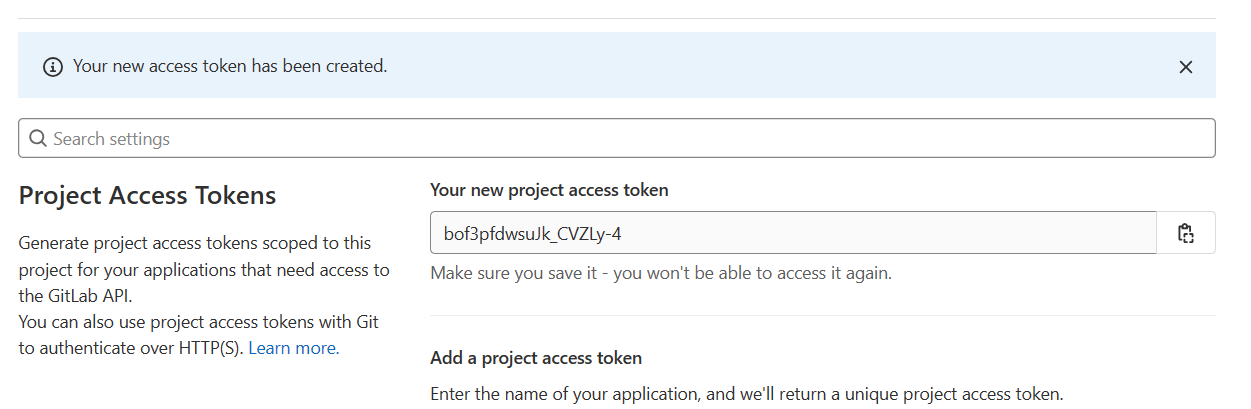 Your new access token has been created.
Search settings
Project Access Tokens
Generate project access tokens scoped to this
project for your applications that need access to
the GitLab API.
You can also use project access tokens with Git
to authenticate over HTTP(S). Learn more.
Your new project access token
bof3pfdwsuJk_CVZLy-4
Make sure you save it - you won't be able to access it again.
Add a project access token
Enter the name of your application, and we'll return a unique project access token.